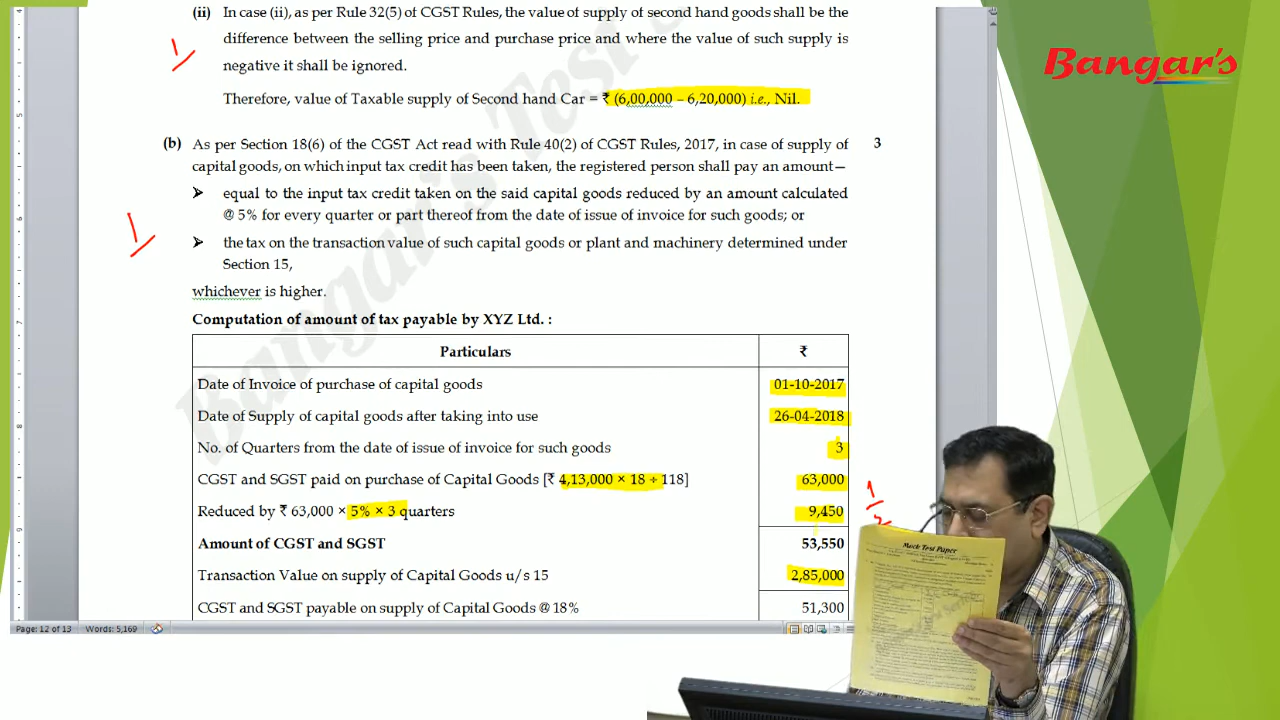 (ii) In case (ii), as per Rule 32(5) of CGST Rules, the value of supply of second hand goods shall be the
difference between the selling price and purchase price and where the value of such supply is
negative it shall be ignored.
Therefore, value of Taxable supply of Second hand Car = ₹ (6,00,000 – 6,20,000) i.e., Nil.
Bangar's
(b) As per Section 18(6) of the CGST Act read with Rule 40(2) of CGST Rules, 2017, in case of supply of 3
capital goods, on which input tax credit has been taken, the registered person shall pay an amount—
➢ equal to the input tax credit taken on the said capital goods reduced by an amount calculated
@ 5% for every quarter or part thereof from the date of issue of invoice for such goods; or
➢ the tax on the transaction value of such capital goods or plant and machinery determined under
Section 15,
whichever is higher.
Computation of amount of tax payable by XYZ Ltd. :
Particulars ₹
Date of Invoice of purchase of capital goods 01-10-2017
Date of Supply of capital goods after taking into use 26-04-2018
No. of Quarters from the date of issue of invoice for such goods 3
CGST and SGST paid on purchase of Capital Goods [₹ 4,13,000 × 18 ÷ 118] 63,000
Reduced by ₹ 63,000 × 5% × 3 quarters 9,450
Amount of CGST and SGST 53,550
Transaction Value on supply of Capital Goods u/s 15 2,85,000
CGST and SGST payable on supply of Capital Goods @ 18% 51,300
Page: 12 of 13 Words: 5,169
Bangar's Test
Mock Test Paper